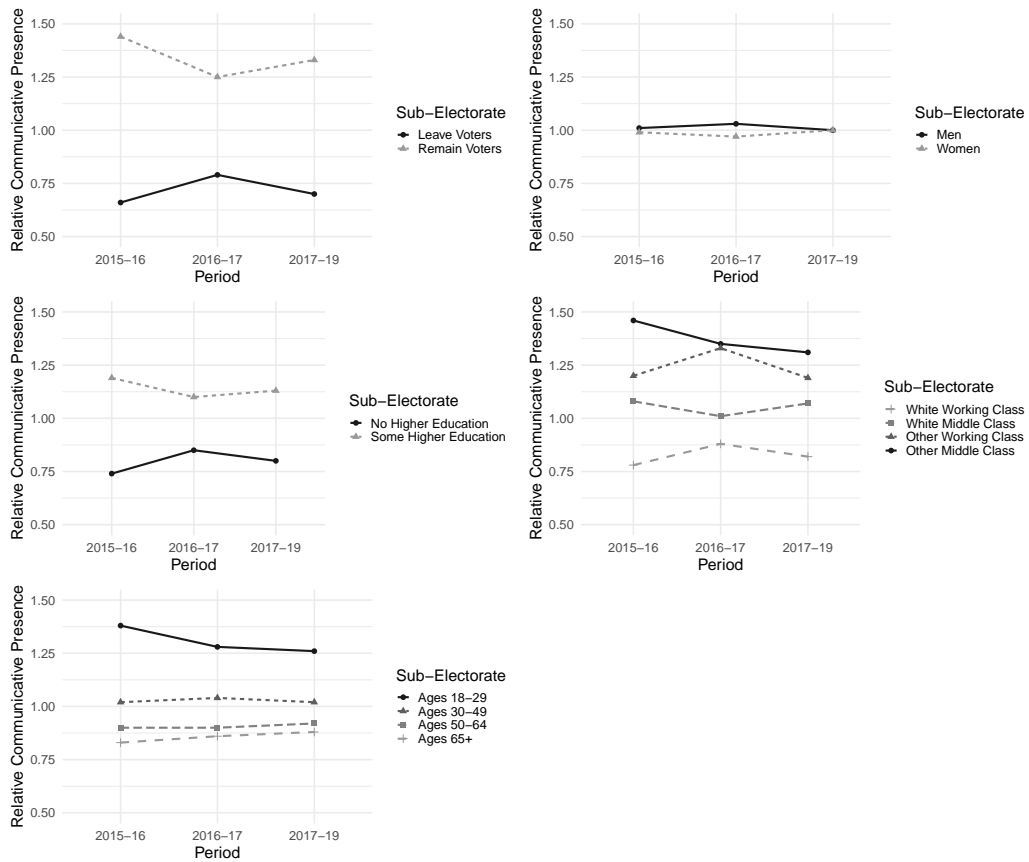 Relative Communicative Presence
1.50
1.25
1.00
0.75
0.50
2015–16
2016–17
2017–19
Period
Sub−Electorate
Leave Voters
Remain Voters
Relative Communicative Presence
1.50
1.25
1.00
0.75
0.50
2015–16
2016–17
2017–19
Period
Sub−Electorate
Men
Women
Relative Communicative Presence
1.50
1.25
1.00
0.75
0.50
2015–16
2016–17
2017–19
Period
Sub−Electorate
No Higher Education
Some Higher Education
Relative Communicative Presence
1.50
1.25
1.00
0.75
0.50
2015–16
2016–17
2017–19
Period
Sub−Electorate
White Working Class
White Middle Class
Other Working Class
Other Middle Class
Relative Communicative Presence
1.50
1.25
1.00
0.75
0.50
2015–16
2016–17
2017–19
Period
Sub−Electorate
Ages 18−29
Ages 30−49
Ages 50−64
Ages 65+